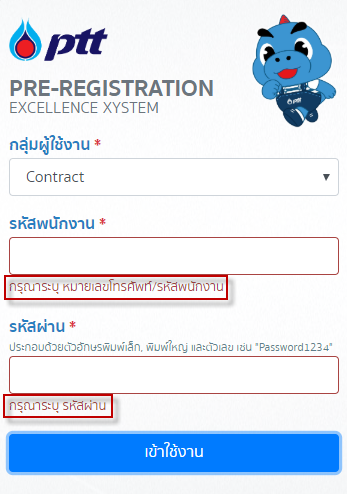 ptt
PRE-REGISTRATION
EXCELLENCE XYSTEM
กลุ่มผู้ใช้งาน *
Contract
รหัสพนักงาน *
กรุณาระบุ หมายเลขโทรศัพท์/รหัสพนักงาน
รหัสผ่าน *
ประกอบด้วยตัวอักษรพิมพ์เล็ก, พิมพ์ใหญ่ และตัวเลข เช่น "Password1234"
กรุณาระบุ รหัสผ่าน
เข้าใช้งาน